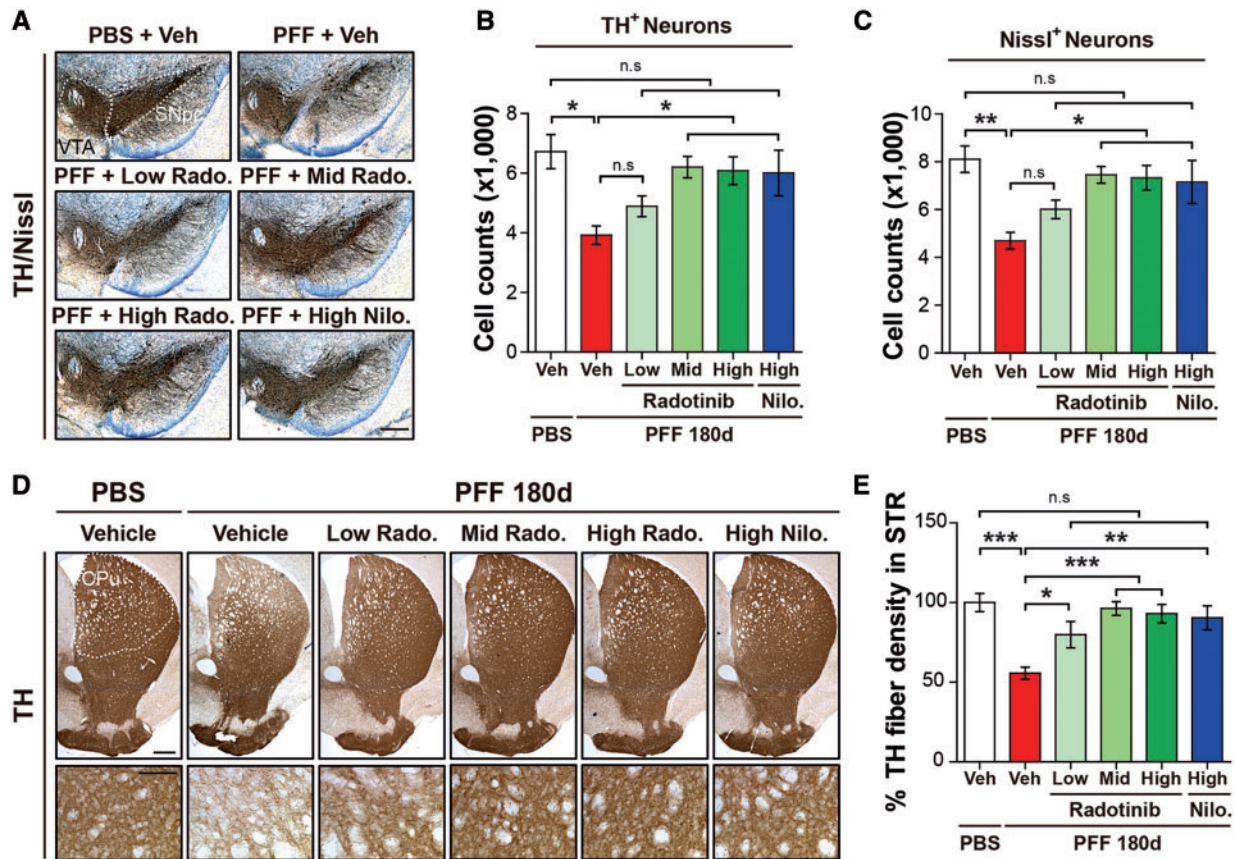 A
PBS + Veh PFF + Veh
SNpc
VTA
PFF + Low Rado. PFF + Mid Rado.
PFF + High Rado. PFF + High Nilo.
TH/Nissl
B
TH+ Neurons
n.s
* *
n.s
Cell counts (x1,000)
8
6
4
2
0
Veh Veh Low Mid High High
Radotinib Nilo.
PBS PFF 180d
C
Nissl+ Neurons
n.s
** *
n.s
Cell counts (x1,000)
10
8
6
4
2
0
Veh Veh Low Mid High High
Radotinib Nilo.
PBS PFF 180d
D
PBS PFF 180d
Vehicle Vehicle Low Rado. Mid Rado. High Rado. High Nilo.
CPu
TH
E
n.s
*** **
***
*
% TH fiber density in STR
150
100
50
0
Veh Veh Low Mid High High
Radotinib Nilo.
PBS PFF 180d